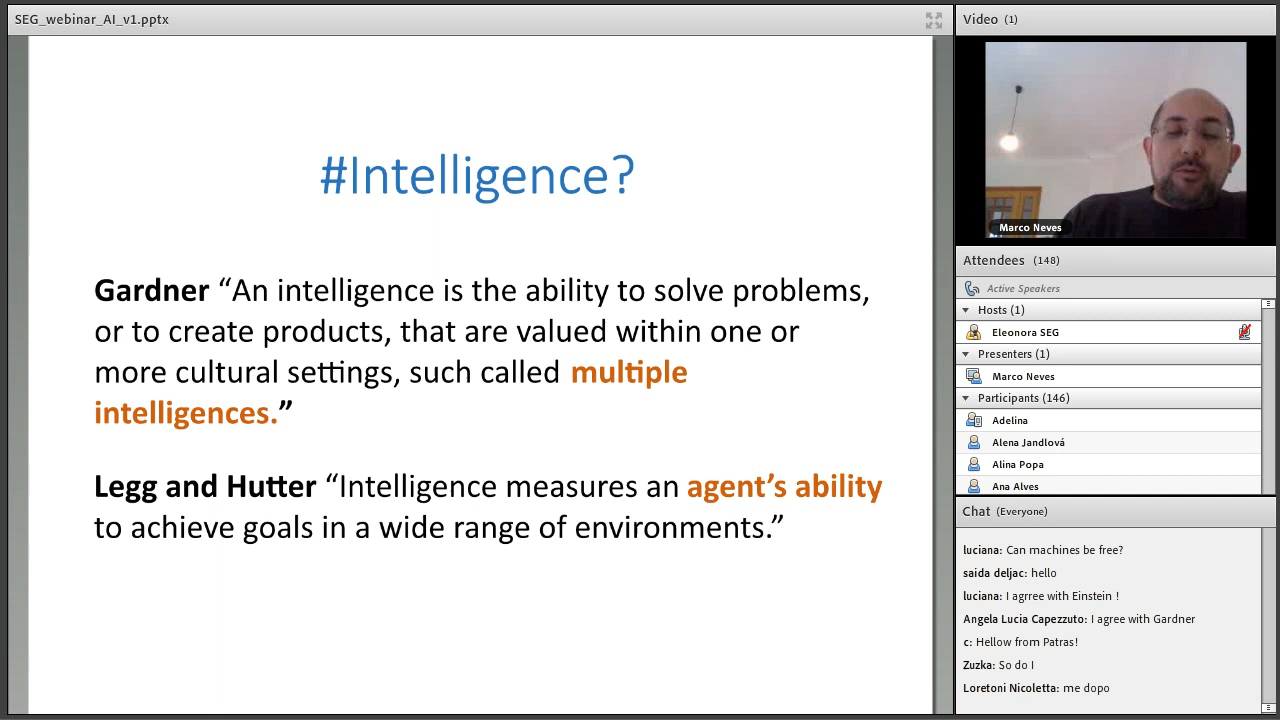 SEG_webinar_AI_v1.pptx
#Intelligence?
Gardner “An intelligence is the ability to solve problems,
or to create products, that are valued within one or
more cultural settings, such called multiple
intelligences.”
Legg and Hutter “Intelligence measures an agent’s ability
to achieve goals in a wide range of environments.”
Video (1)
Marco Neves
Attendees (148)
Active Speakers
Hosts (1)
Eleonora SEG
Presenters (1)
Marco Neves
Participants (146)
Adelina
Alena Jandlová
Alina Popa
Ana Alves
Chat (Everyone)
luciana: Can machines be free?
saida deljac: hello
luciana: I agrree with Einstein !
Angela Lucia Capezzuto: I agree with Gardner
c: Hellow from Patras!
Zuzka: So do I
Loretoni Nicoletta: me dopo